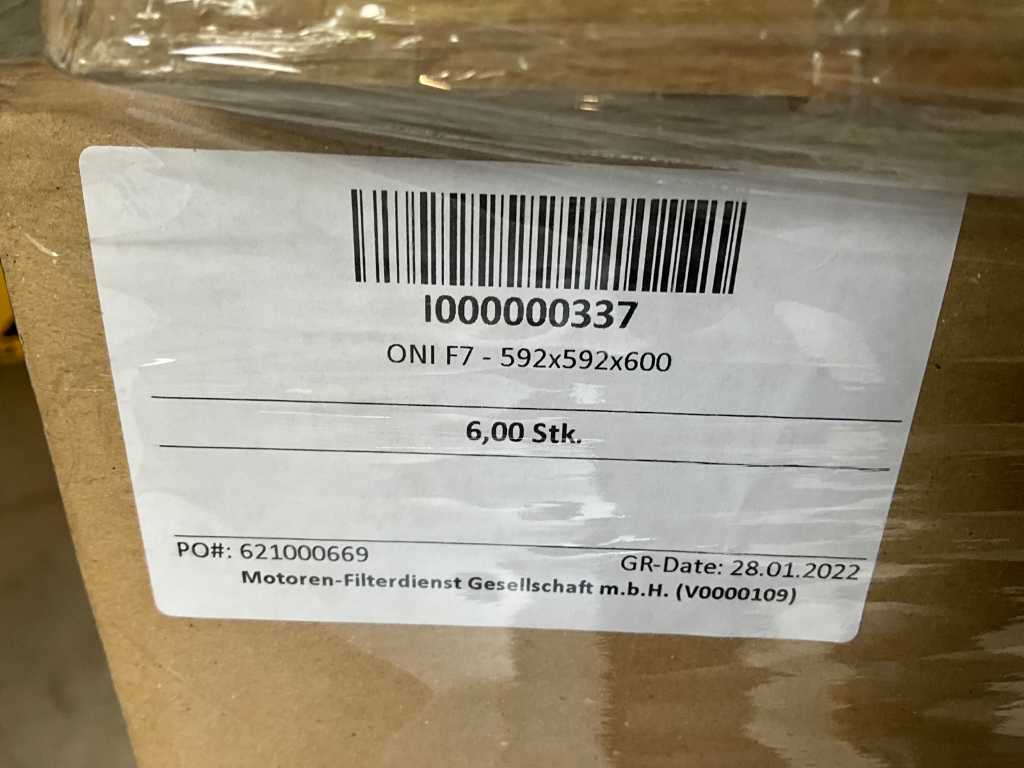 I000000337
ONI F7 - 592x592x600
6,00 Stk.
PO#: 621000669
GR-Date: 28.01.2022
Motoren-Filterdienst Gesellschaft m.b.H. (V0000109)